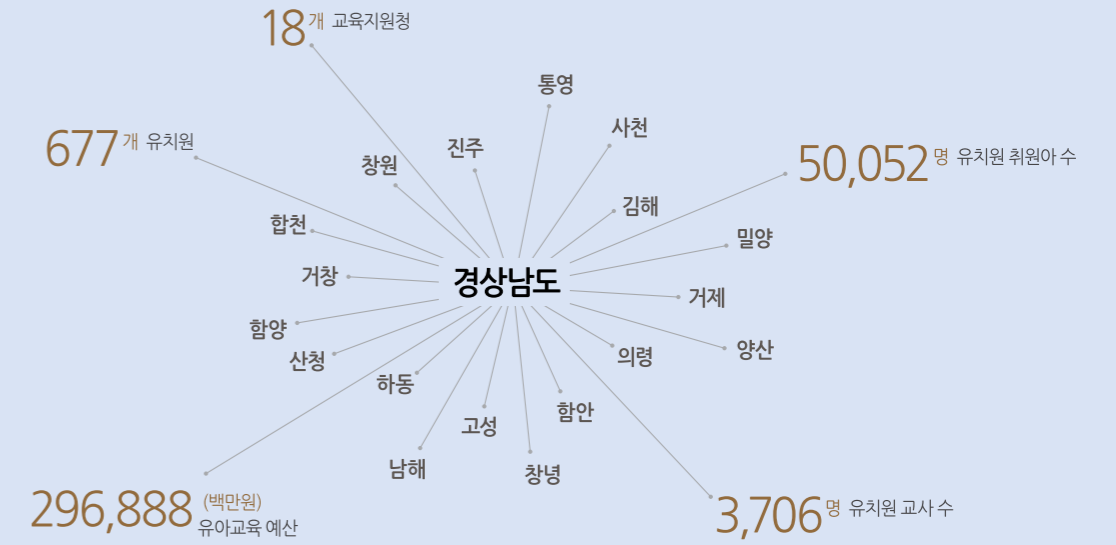 18개 교육지원청
통영
사천
677개 유치원
진주
50,052명 유치원 취원아 수
창원
김해
합천
밀양
거창
경상남도
거제
함양
산청
의령
양산
하동
고성
함안
남해
창녕
296,888 (백만원)
유아교육 예산
3,706명 유치원 교사 수